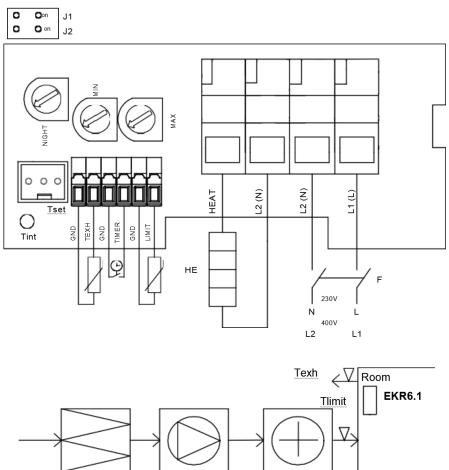 on J1
on J2
MIN
NIGHT
MAX
Tset
Tint
GND
TEXH
GND
TIMER
GND
LIMIT
HEAT
L2 (N)
L2 (N)
L1 (L)
HE
F
230V
N L
400V
L2 L1
Texh
Room
Tlimit
EKR6.1